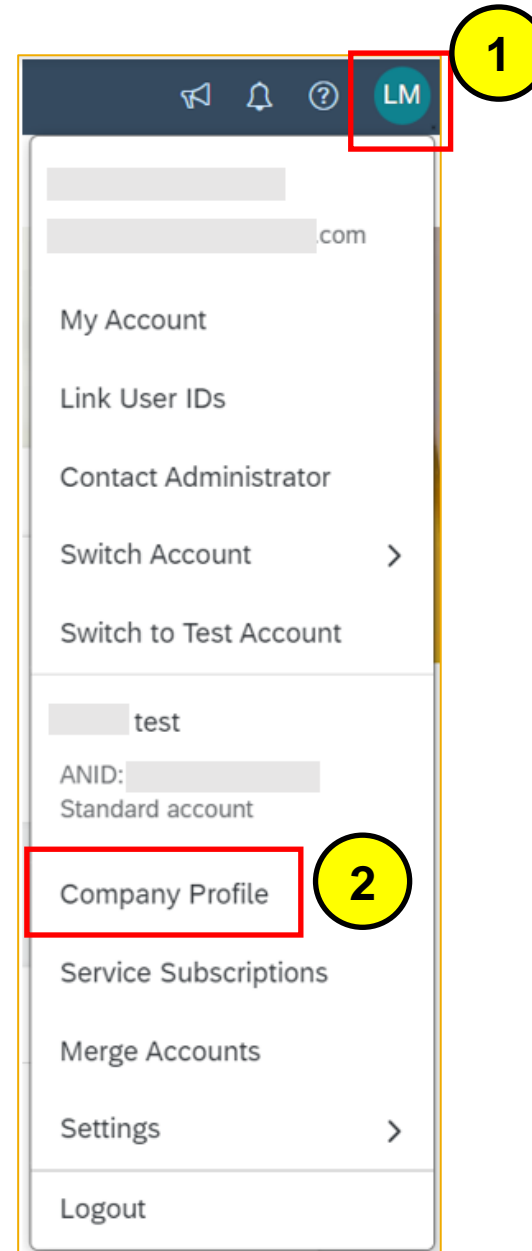 1
LM
.com
My Account
Link User IDs
Contact Administrator
Switch Account
Switch to Test Account
test
ANID:
Standard account
Company Profile
2
Service Subscriptions
Merge Accounts
Settings
Logout